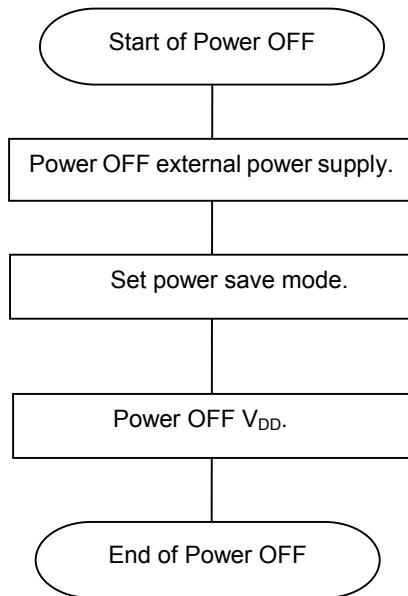 Start of Power OFF
Power OFF external power supply.
Set power save mode.
Power OFF V_DD.
End of Power OFF